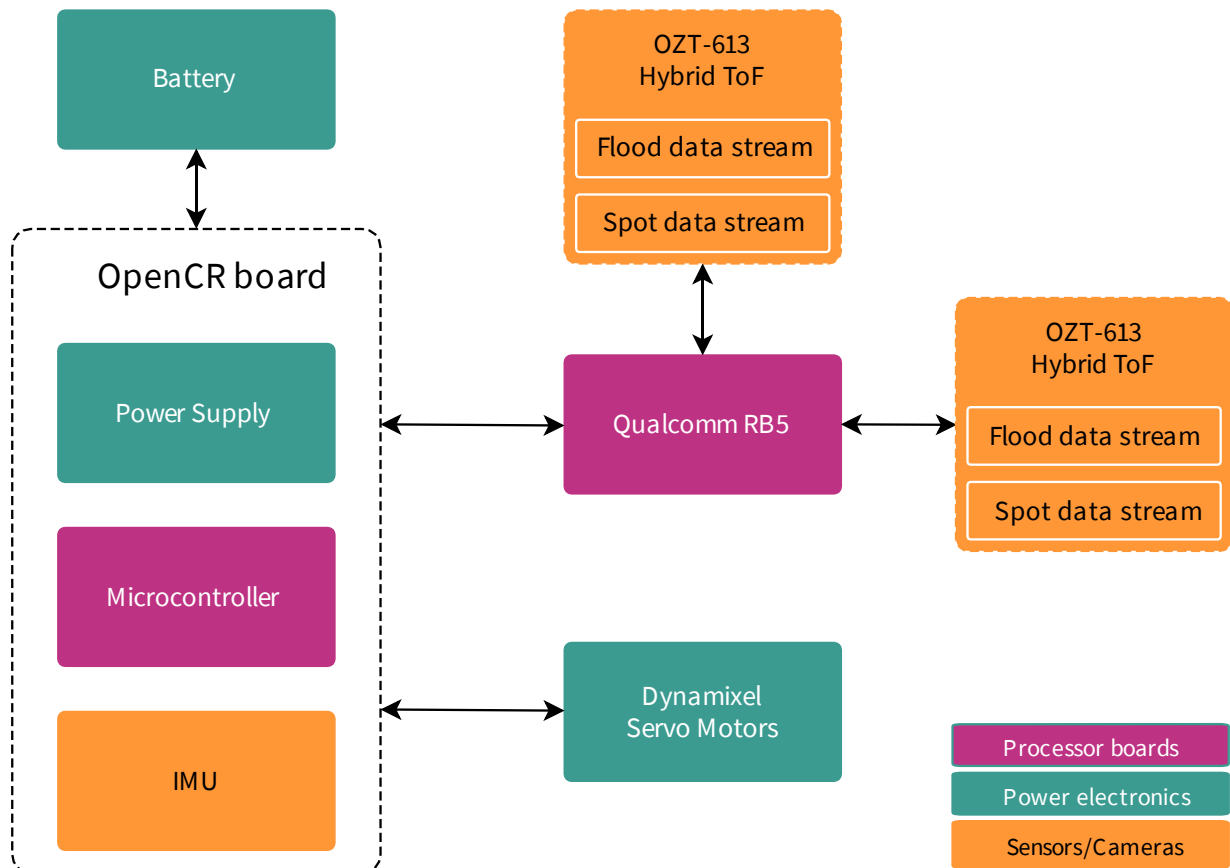 Battery
OZT-613
Hybrid ToF
Flood data stream
Spot data stream
OpenCR board
Power Supply
Microcontroller
IMU
Qualcomm RB5
OZT-613
Hybrid ToF
Flood data stream
Spot data stream
Dynamixel
Servo Motors
Processor boards
Power electronics
Sensors/Cameras